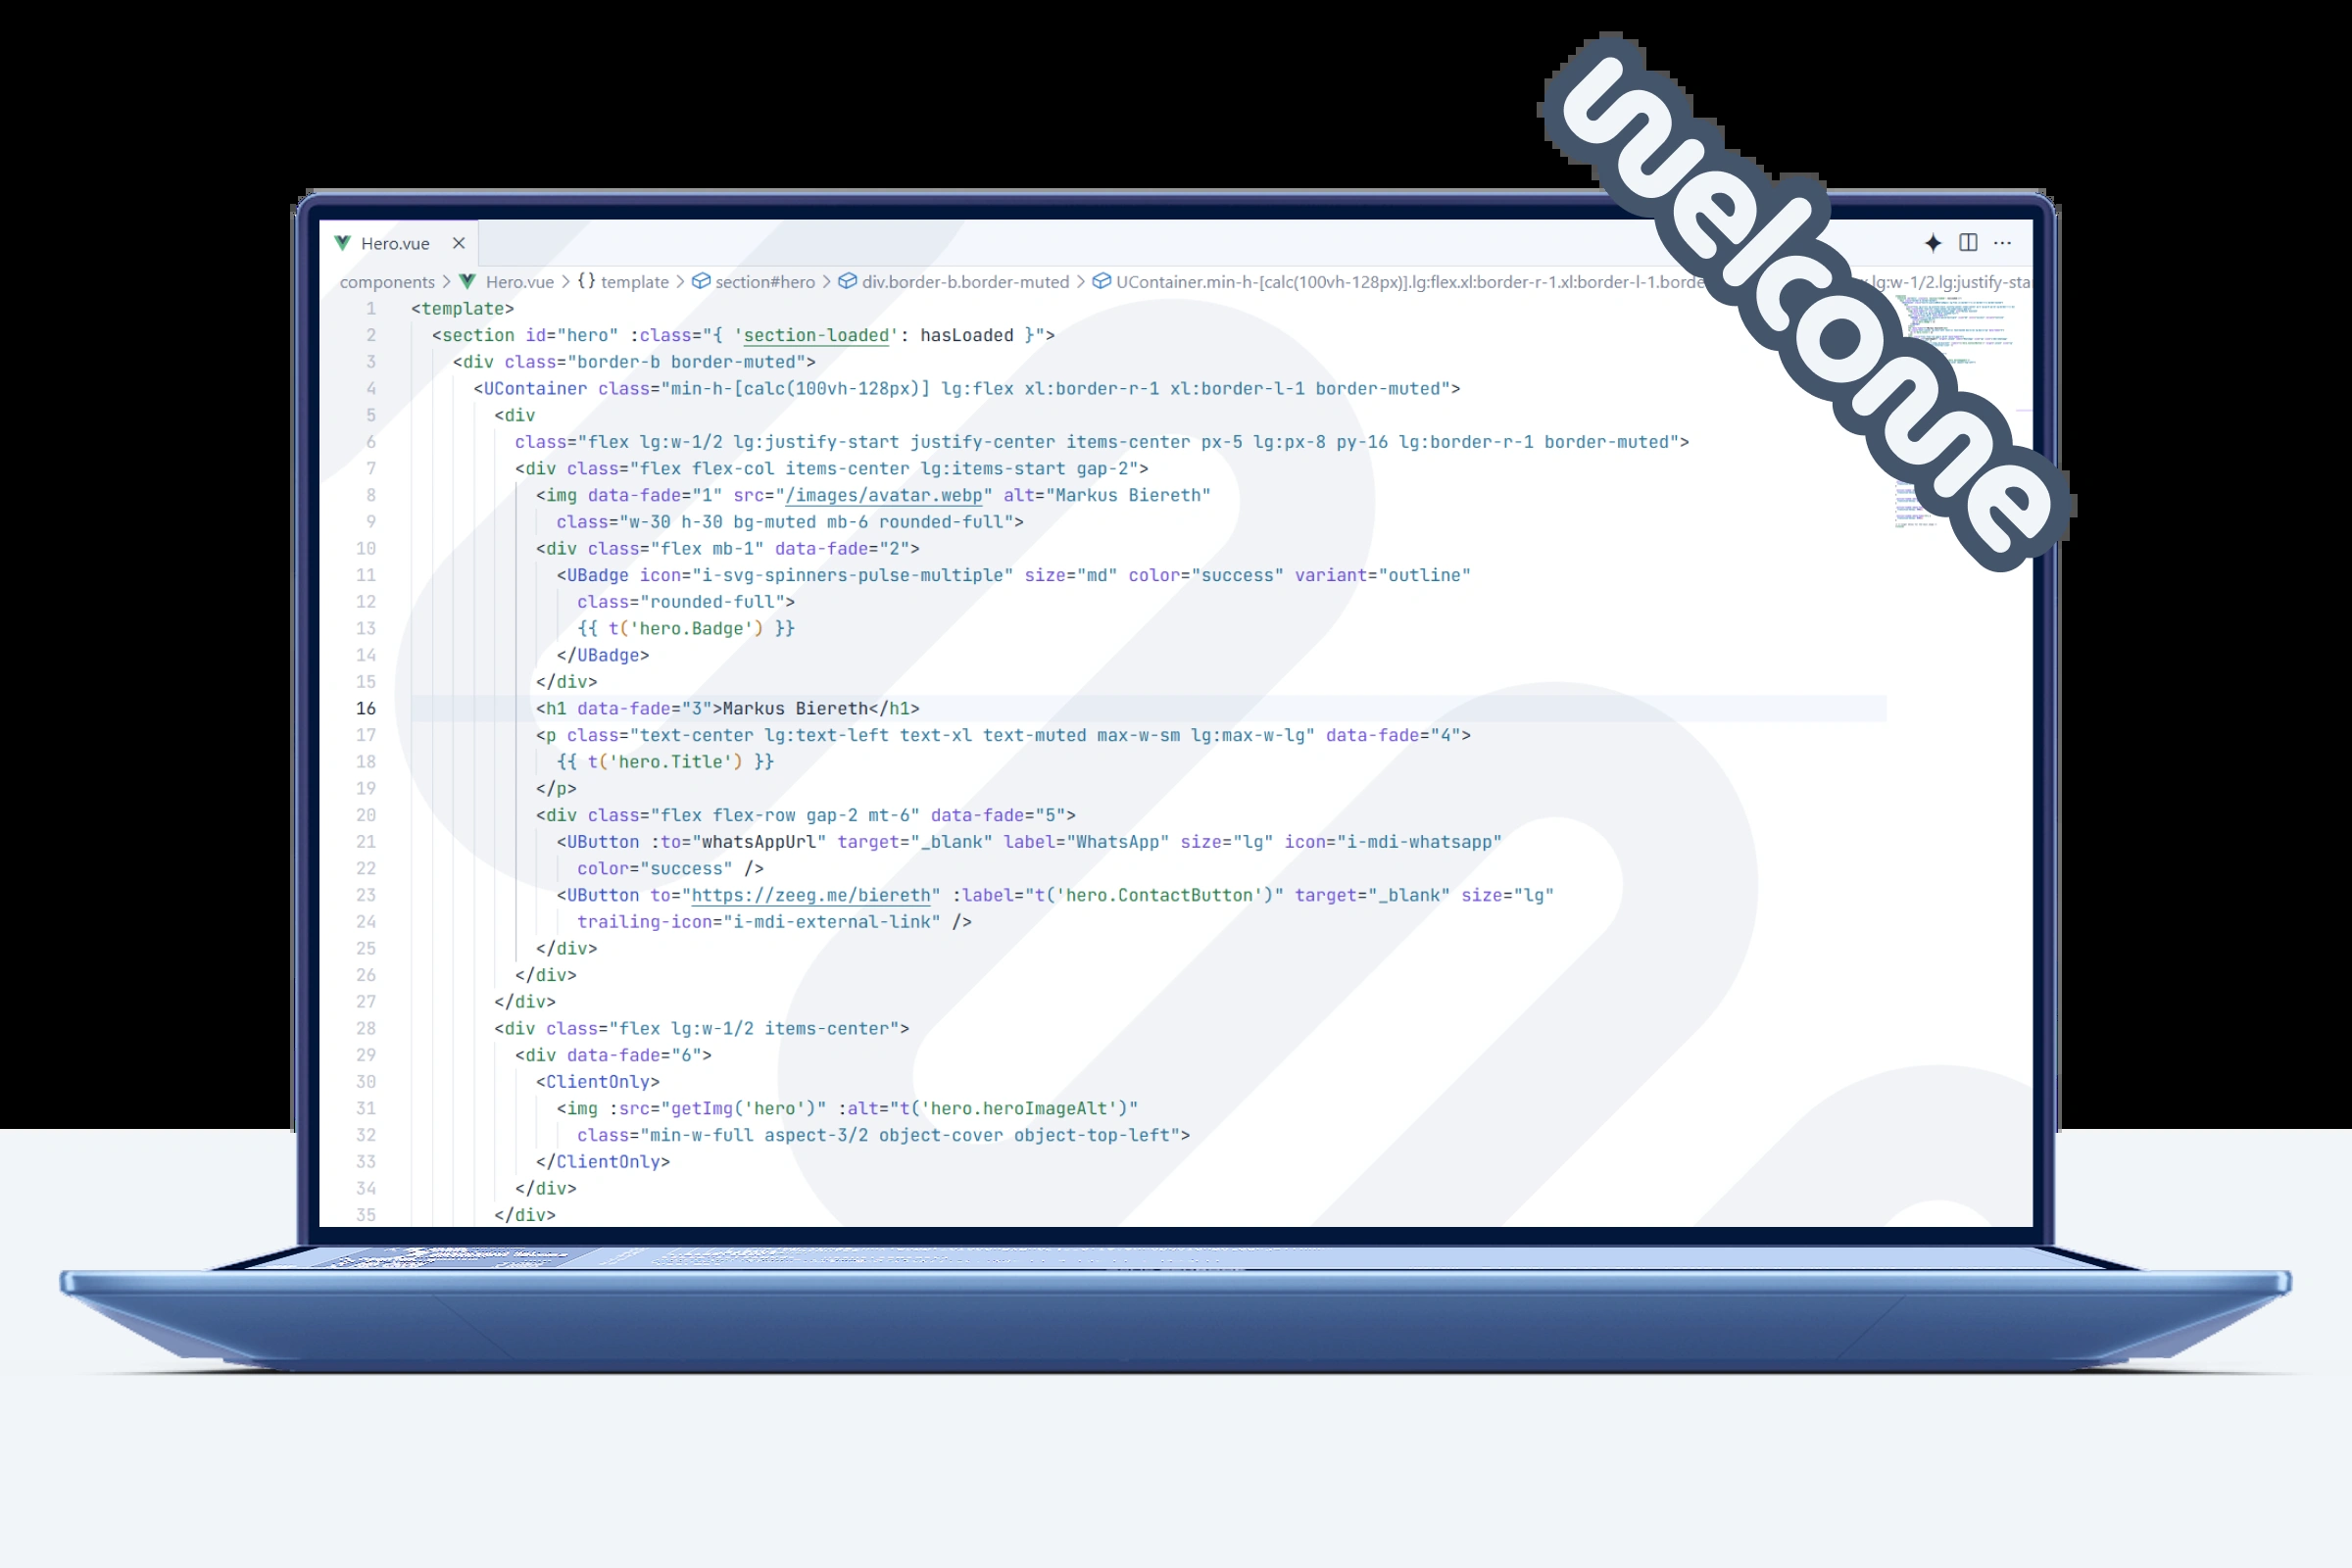 welcome
Hero.vue
components > Hero.vue > {} template > section#hero > div.border-b.border-muted > UContainer.min-h-[calc(100vh-128px)].lg:flex.xl:border-r-1.xl:border-l-1.borde lg:w-1/2.lg:justify-star
1 <template>
2 <section id="hero" :class="{ 'section-loaded': hasLoaded }">
3 <div class="border-b border-muted">
4 <UContainer class="min-h-[calc(100vh-128px)] lg:flex xl:border-r-1 xl:border-l-1 border-muted">
5 <div
6 class="flex lg:w-1/2 lg:justify-start justify-center items-center px-5 lg:px-8 py-16 lg:border-r-1 border-muted">
7 <div class="flex flex-col items-center lg:items-start gap-2">
8 <img data-fade="1" src="/images/avatar.webp" alt="Markus Biereth"
9 class="w-30 h-30 bg-muted mb-6 rounded-full">
10 <div class="flex mb-1" data-fade="2">
11 <UBadge icon="i-svg-spinners-pulse-multiple" size="md" color="success" variant="outline"
12 class="rounded-full">
13 {{ t('hero.Badge') }}
14 </UBadge>
15 </div>
16 <h1 data-fade="3">Markus Biereth</h1>
17 <p class="text-center lg:text-left text-xl text-muted max-w-sm lg:max-w-lg" data-fade="4">
18 {{ t('hero.Title') }}
19 </p>
20 <div class="flex flex-row gap-2 mt-6" data-fade="5">
21 <UButton :to="whatsAppUrl" target="_blank" label="WhatsApp" size="lg" icon="i-mdi-whatsapp"
22 color="success" />
23 <UButton to="https://zeeg.me/biereth" :label="t('hero.ContactButton')" target="_blank" size="lg"
24 trailing-icon="i-mdi-external-link" />
25 </div>
26 </div>
27 </div>
28 <div class="flex lg:w-1/2 items-center">
29 <div data-fade="6">
30 <ClientOnly>
31 <img :src="getImg('hero')" :alt="t('hero.heroImageAlt')"
32 class="min-w-full aspect-3/2 object-cover object-top-left">
33 </ClientOnly>
34 </div>
35 </div>